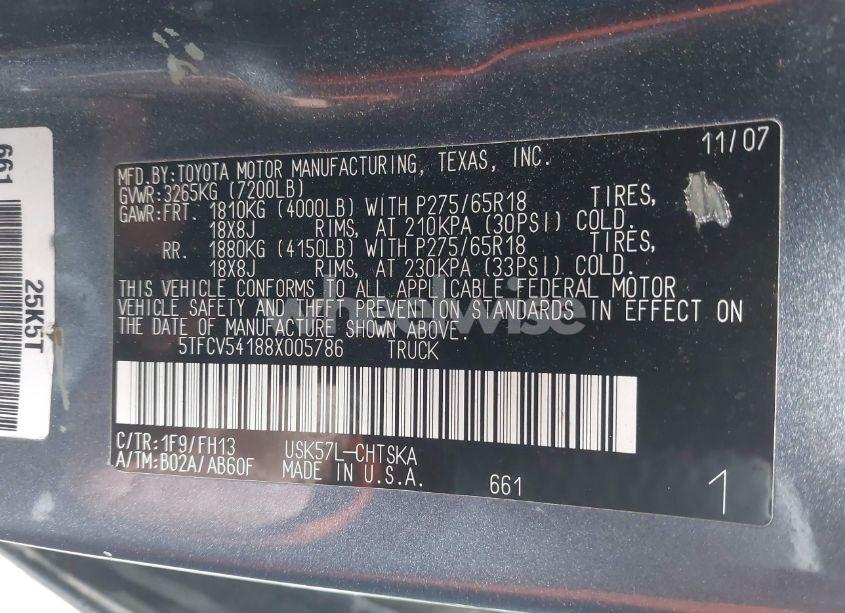 11/07
MFD.BY:TOYOTA MOTOR MANUFACTURING, TEXAS, INC.
GVWR:3265KG (7200LB)
GAWR:FRT. 1810KG (4000LB) WITH P275/65R18 TIRES,
18X8J RIMS, AT 210KPA (30PSI) COLD.
RR. 1880KG (4150LB) WITH P275/65R18 TIRES,
18X8J RIMS, AT 230KPA (33PSI) COLD.
THIS VEHICLE CONFORMS TO ALL APPLICABLE FEDERAL MOTOR
VEHICLE SAFETY AND THEFT PREVENTION STANDARDS IN EFFECT ON
THE DATE OF MANUFACTURE SHOWN ABOVE.
5TFCV54188X005786 TRUCK
C/TR:1F9/FH13 USK57L-CHTSKA
A/TM:B02A/AB60F MADE IN U.S.A. 661 1
661
25K5T
wheelwise